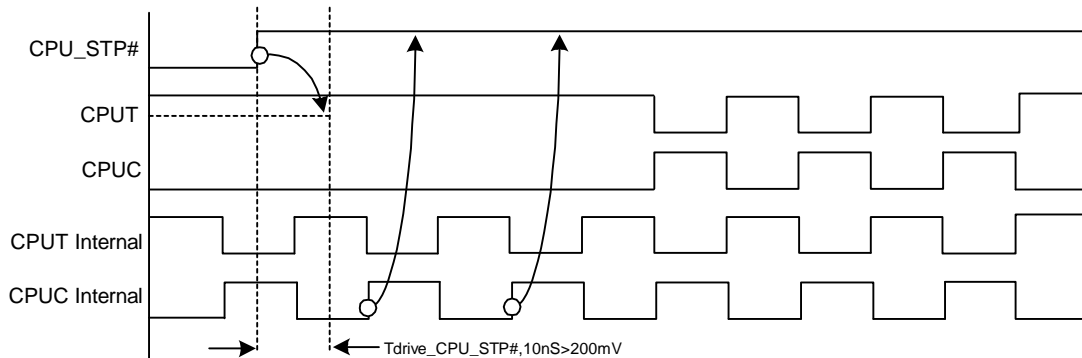 CPU_STP#
CPUT
CPUC
CPUT Internal
CPUC Internal
Tdrive_CPU_STP#,10nS>200mV